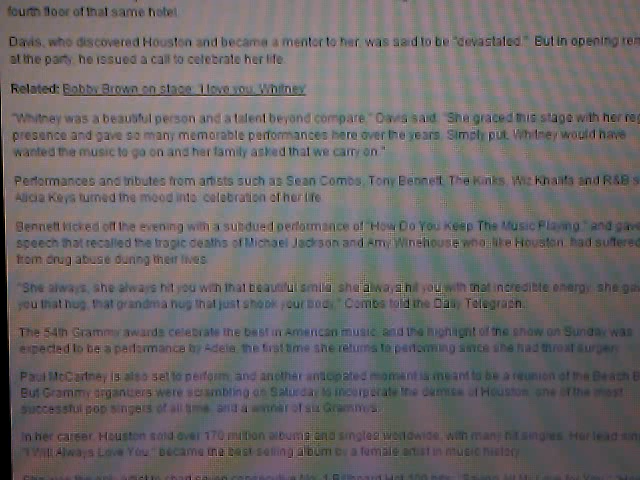 fourth floor of that same hotel.
Davis, who discovered Houston and became a mentor to her, was said to be "devastated." But in opening rem
at the party, he issued a call to celebrate her life.
Related: Bobby Brown on stage: 'I love you, Whitney
"Whitney was a beautiful person and a talent beyond compare," Davis said. "She graced this stage with her reg
presence and gave so many memorable performances here over the years. Simply put, Whitney would have
wanted the music to go on and her family asked that we carry on."
Performances and tributes from artists such as Sean Combs, Tony Bennett, The Kinks, Wiz Khalifa and R&B s
Alicia Keys turned the mood into celebration of her life.
Bennett kicked off the evening with a subdued performance of "How Do You Keep The Music Playing," and gave
speech that recalled the tragic deaths of Michael Jackson and Amy Winehouse who, like Houston, had suffered
from drug abuse during their lives.
"She always, she always hit you with that beautiful smile, she always hit you with that incredible energy, she gav
you that hug, that grandma hug that just shook your body," Combs told the Daily Telegraph.
The 54th Grammy awards celebrate the best in American music, and the highlight of the show on Sunday was
expected to be a performance by Adele, the first time she returns to performing since she had throat surgery.
Paul McCartney is also set to perform, and another anticipated moment is meant to be a reunion of the Beach B
But Grammy organizers were scrambling on Saturday to incorporate the demise of Houston, one of the most
successful pop singers of all time, and a winner of six Grammys.
In her career, Houston sold over 170 million albums and singles worldwide, with many hit singles. Her lead sin
"I Will Always Love You," became the best-selling album by a female artist in music history.